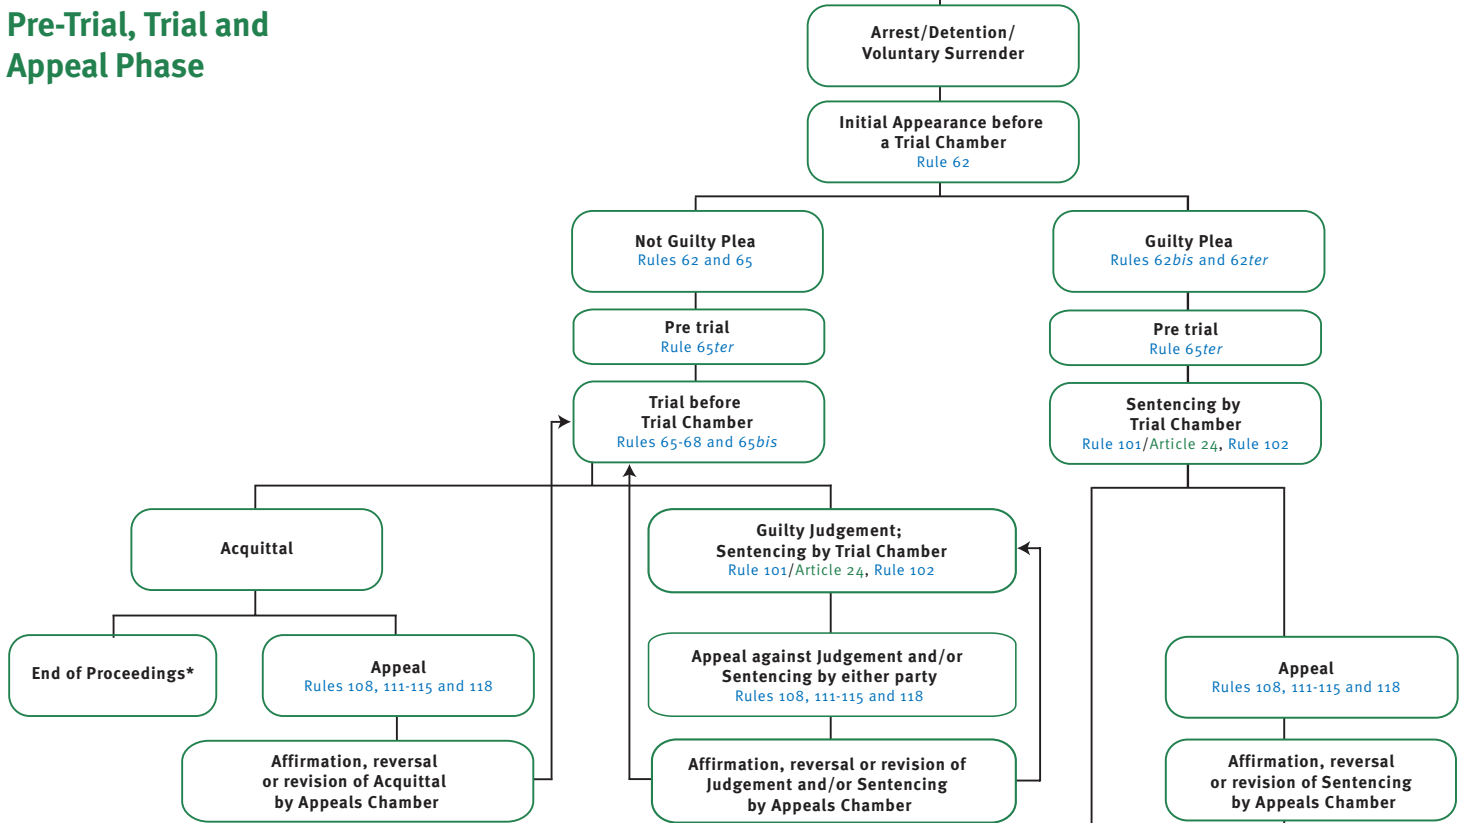 Pre-Trial, Trial and
Appeal Phase
Arrest/Detention/
Voluntary Surrender
Initial Appearance before
a Trial Chamber
Rule 62
Not Guilty Plea
Rules 62 and 65
Guilty Plea
Rules 62bis and 62ter
Pre trial
Rule 65ter
Pre trial
Rule 65ter
Trial before
Trial Chamber
Rules 65-68 and 65bis
Sentencing by
Trial Chamber
Rule 101/Article 24, Rule 102
Acquittal
Guilty Judgement;
Sentencing by Trial Chamber
Rule 101/Article 24, Rule 102
End of Proceedings*
Appeal
Rules 108, 111-115 and 118
Appeal against Judgement and/or
Sentencing by either party
Rules 108, 111-115 and 118
Appeal
Rules 108, 111-115 and 118
Affirmation, reversal
or revision of Acquittal
by Appeals Chamber
Affirmation, reversal or revision of
Judgement and/or Sentencing
by Appeals Chamber
Affirmation, reversal
or revision of Sentencing
by Appeals Chamber